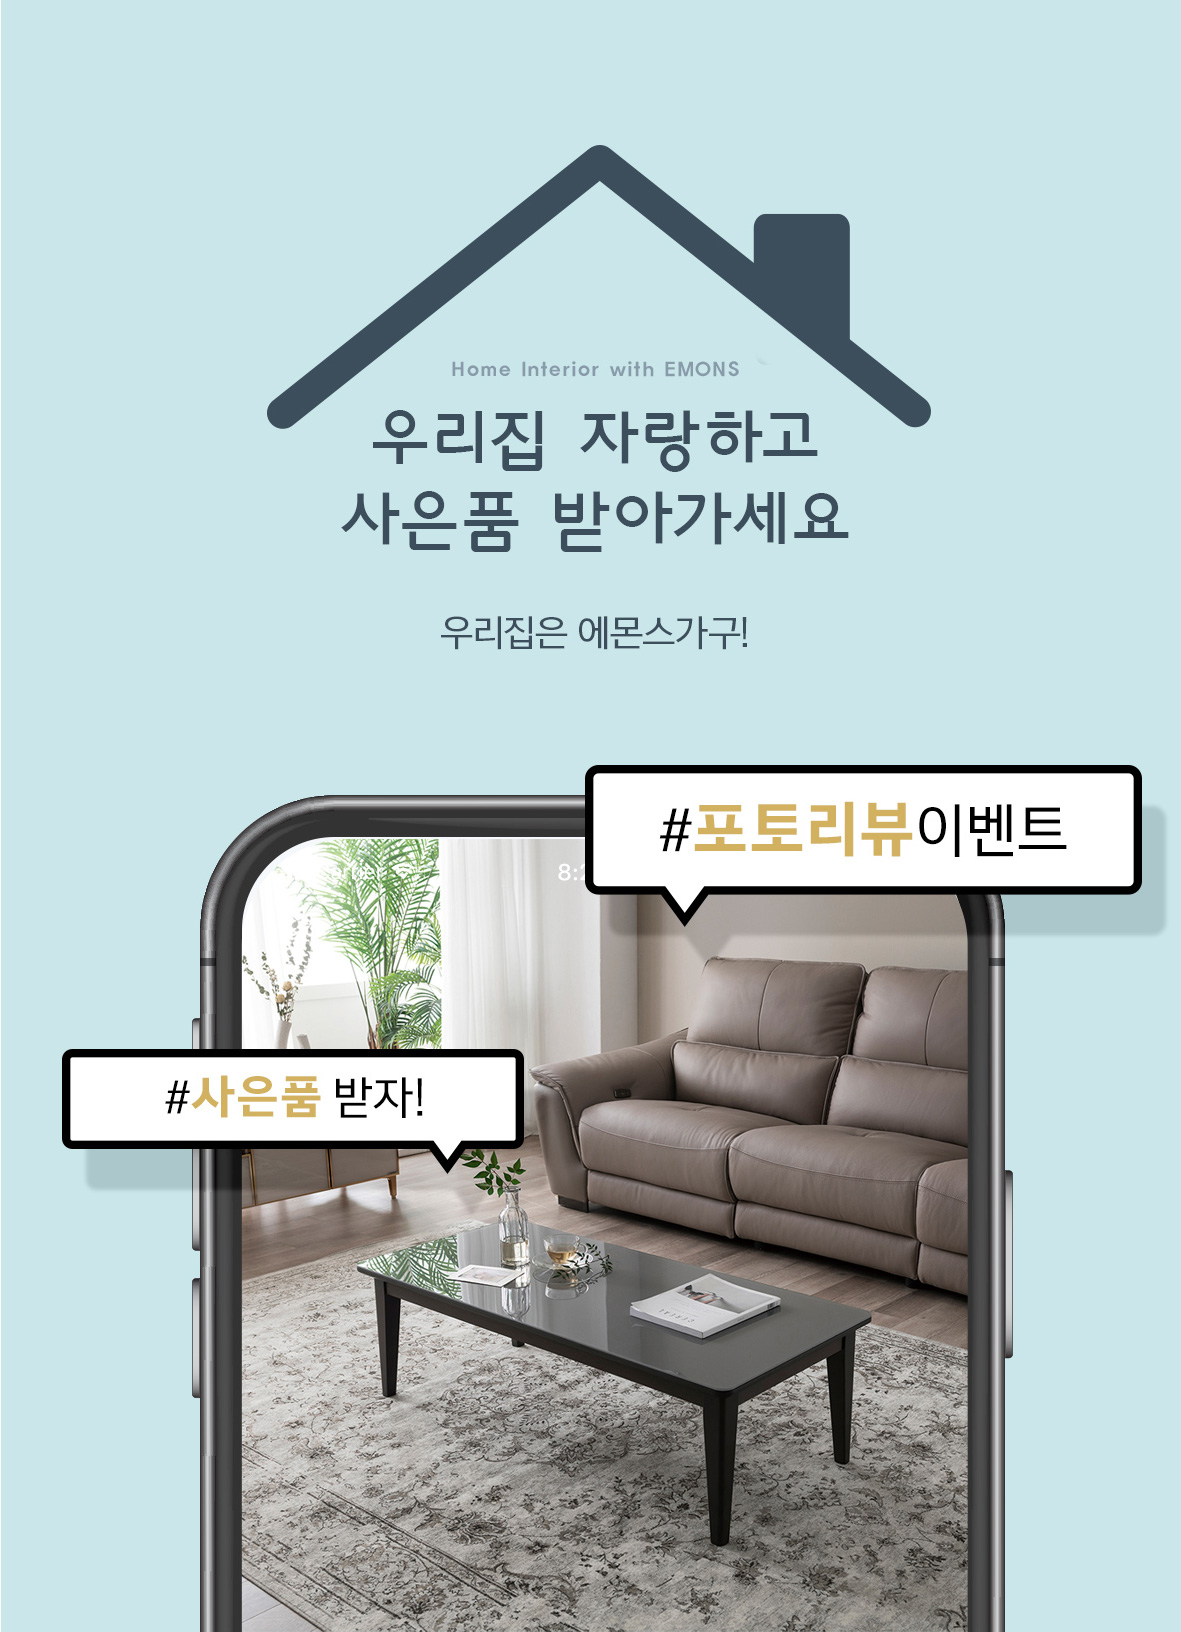 Home Interior with EMONS
우리집 자랑하고
사은품 받아가세요
우리집은 에몬스가구!
#포토리뷰이벤트
8:2
#사은품 받자!